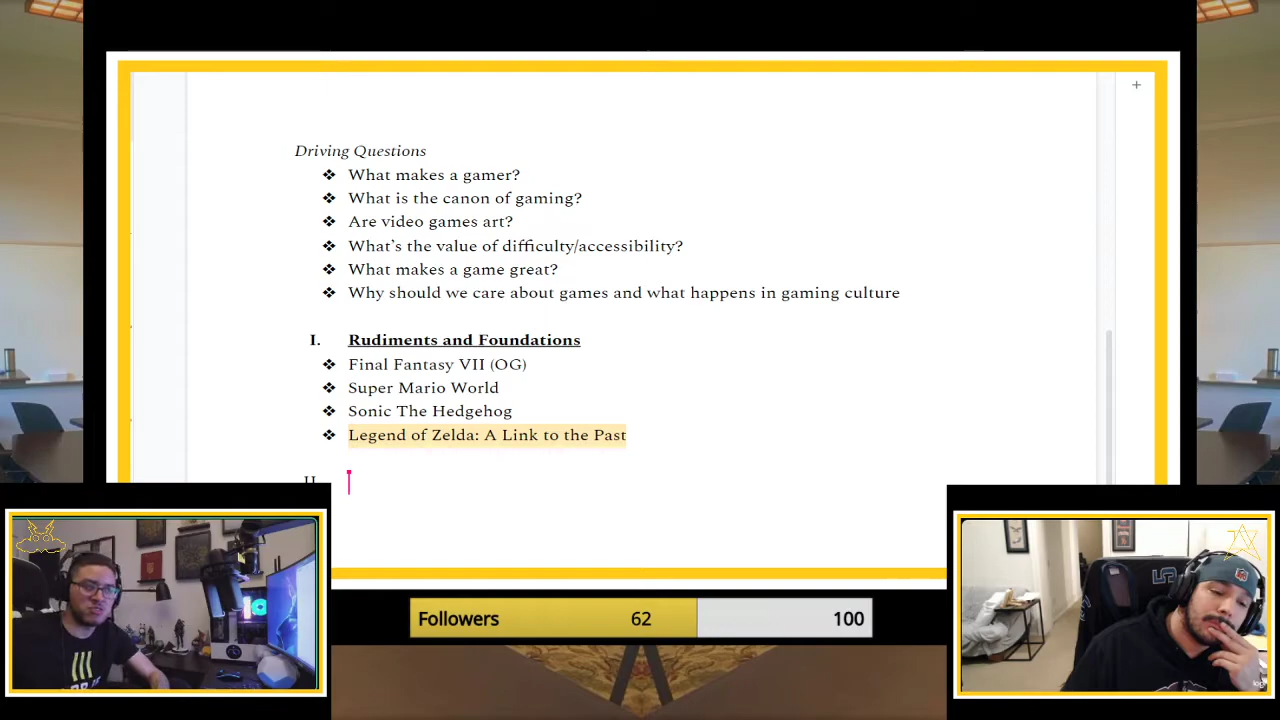 Driving Questions
❖ What makes a gamer?
❖ What is the canon of gaming?
❖ Are video games art?
❖ What's the value of difficulty/accessibility?
❖ What makes a game great?
❖ Why should we care about games and what happens in gaming culture
I. Rudiments and Foundations
❖ Final Fantasy VII (OG)
❖ Super Mario World
❖ Sonic The Hedgehog
❖ Legend of Zelda: A Link to the Past
II.
Followers 62 100